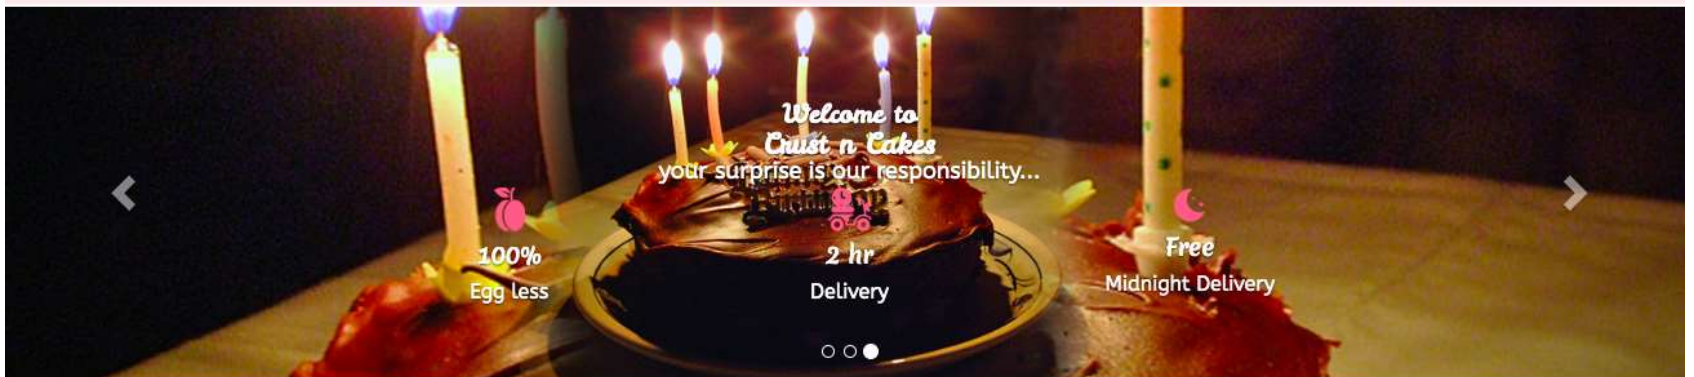 Welcome to
Crust n Cakes
your surprise is our responsibility...
100%
Egg less
2 hr
Delivery
Free
Midnight Delivery